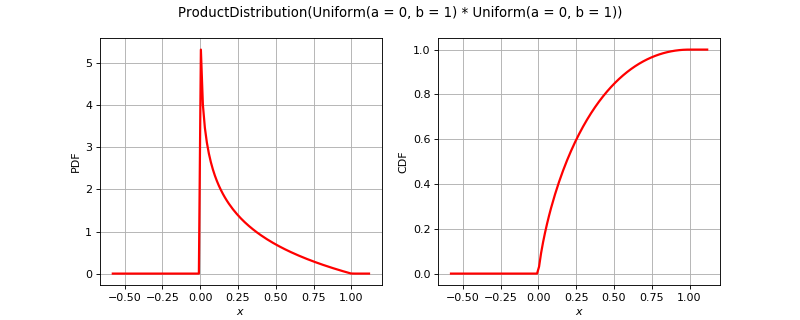 ProductDistribution(Uniform(a = 0, b = 1) * Uniform(a = 0, b = 1))
PDF
5
4
3
2
1
0
−0.50 −0.25 0.00 0.25 0.50 0.75 1.00
x
CDF
1.0
0.8
0.6
0.4
0.2
0.0
−0.50 −0.25 0.00 0.25 0.50 0.75 1.00
x